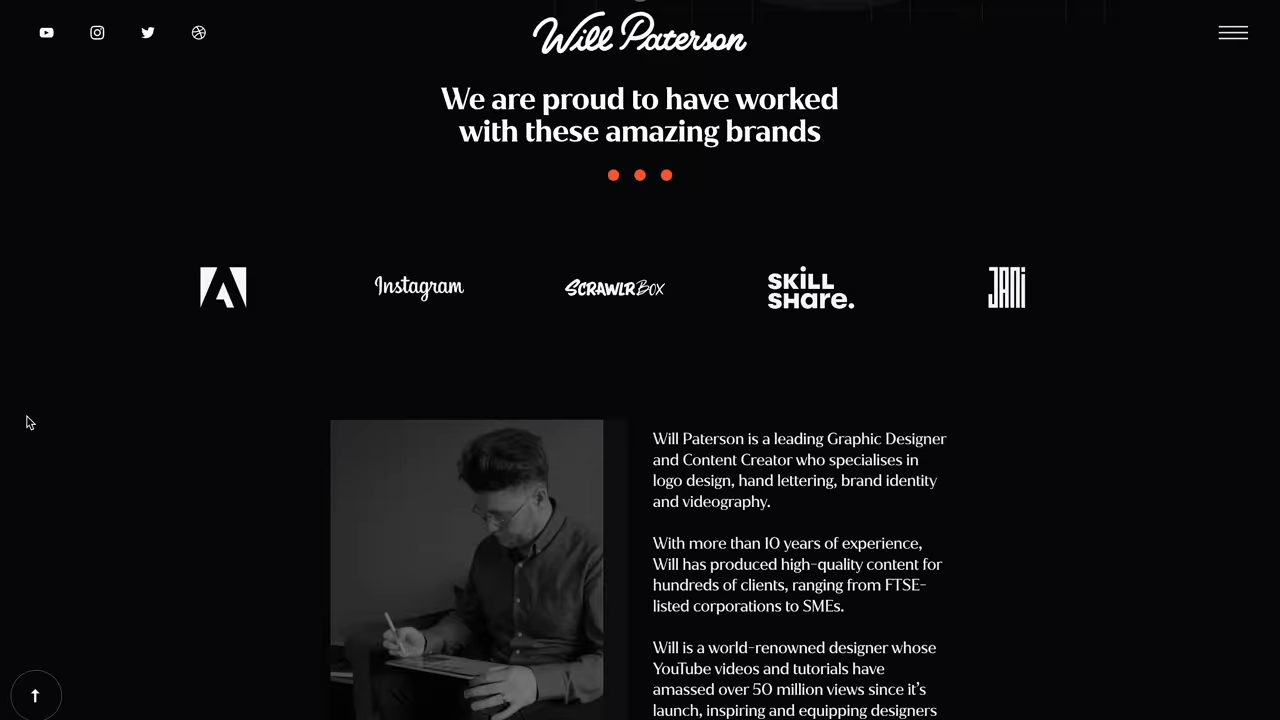 Will Paterson
We are proud to have worked
with these amazing brands
Instagram
SCRAWLRBOX
SKiLL
SHare.
JANi
Will Paterson is a leading Graphic Designer
and Content Creator who specialises in
logo design, hand lettering, brand identity
and videography.
With more than 10 years of experience,
Will has produced high-quality content for
hundreds of clients, ranging from FTSE-
listed corporations to SMEs.
Will is a world-renowned designer whose
YouTube videos and tutorials have
amassed over 50 million views since it's
launch, inspiring and equipping designers